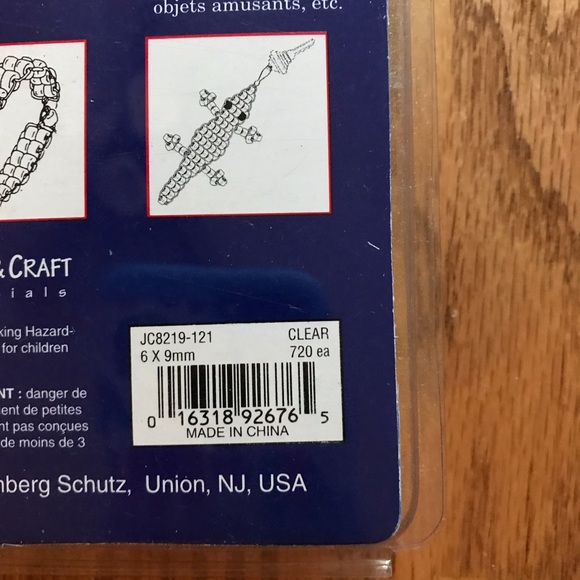 objets amusants, etc.
& CRAFT
ials
king Hazard-
for children
NT : danger de
ent de petites
nt pas conçues
de moins de 3
JC8219-121 CLEAR
6 X 9mm 720 ea
0 16318 92676 5
MADE IN CHINA
nberg Schutz, Union, NJ, USA